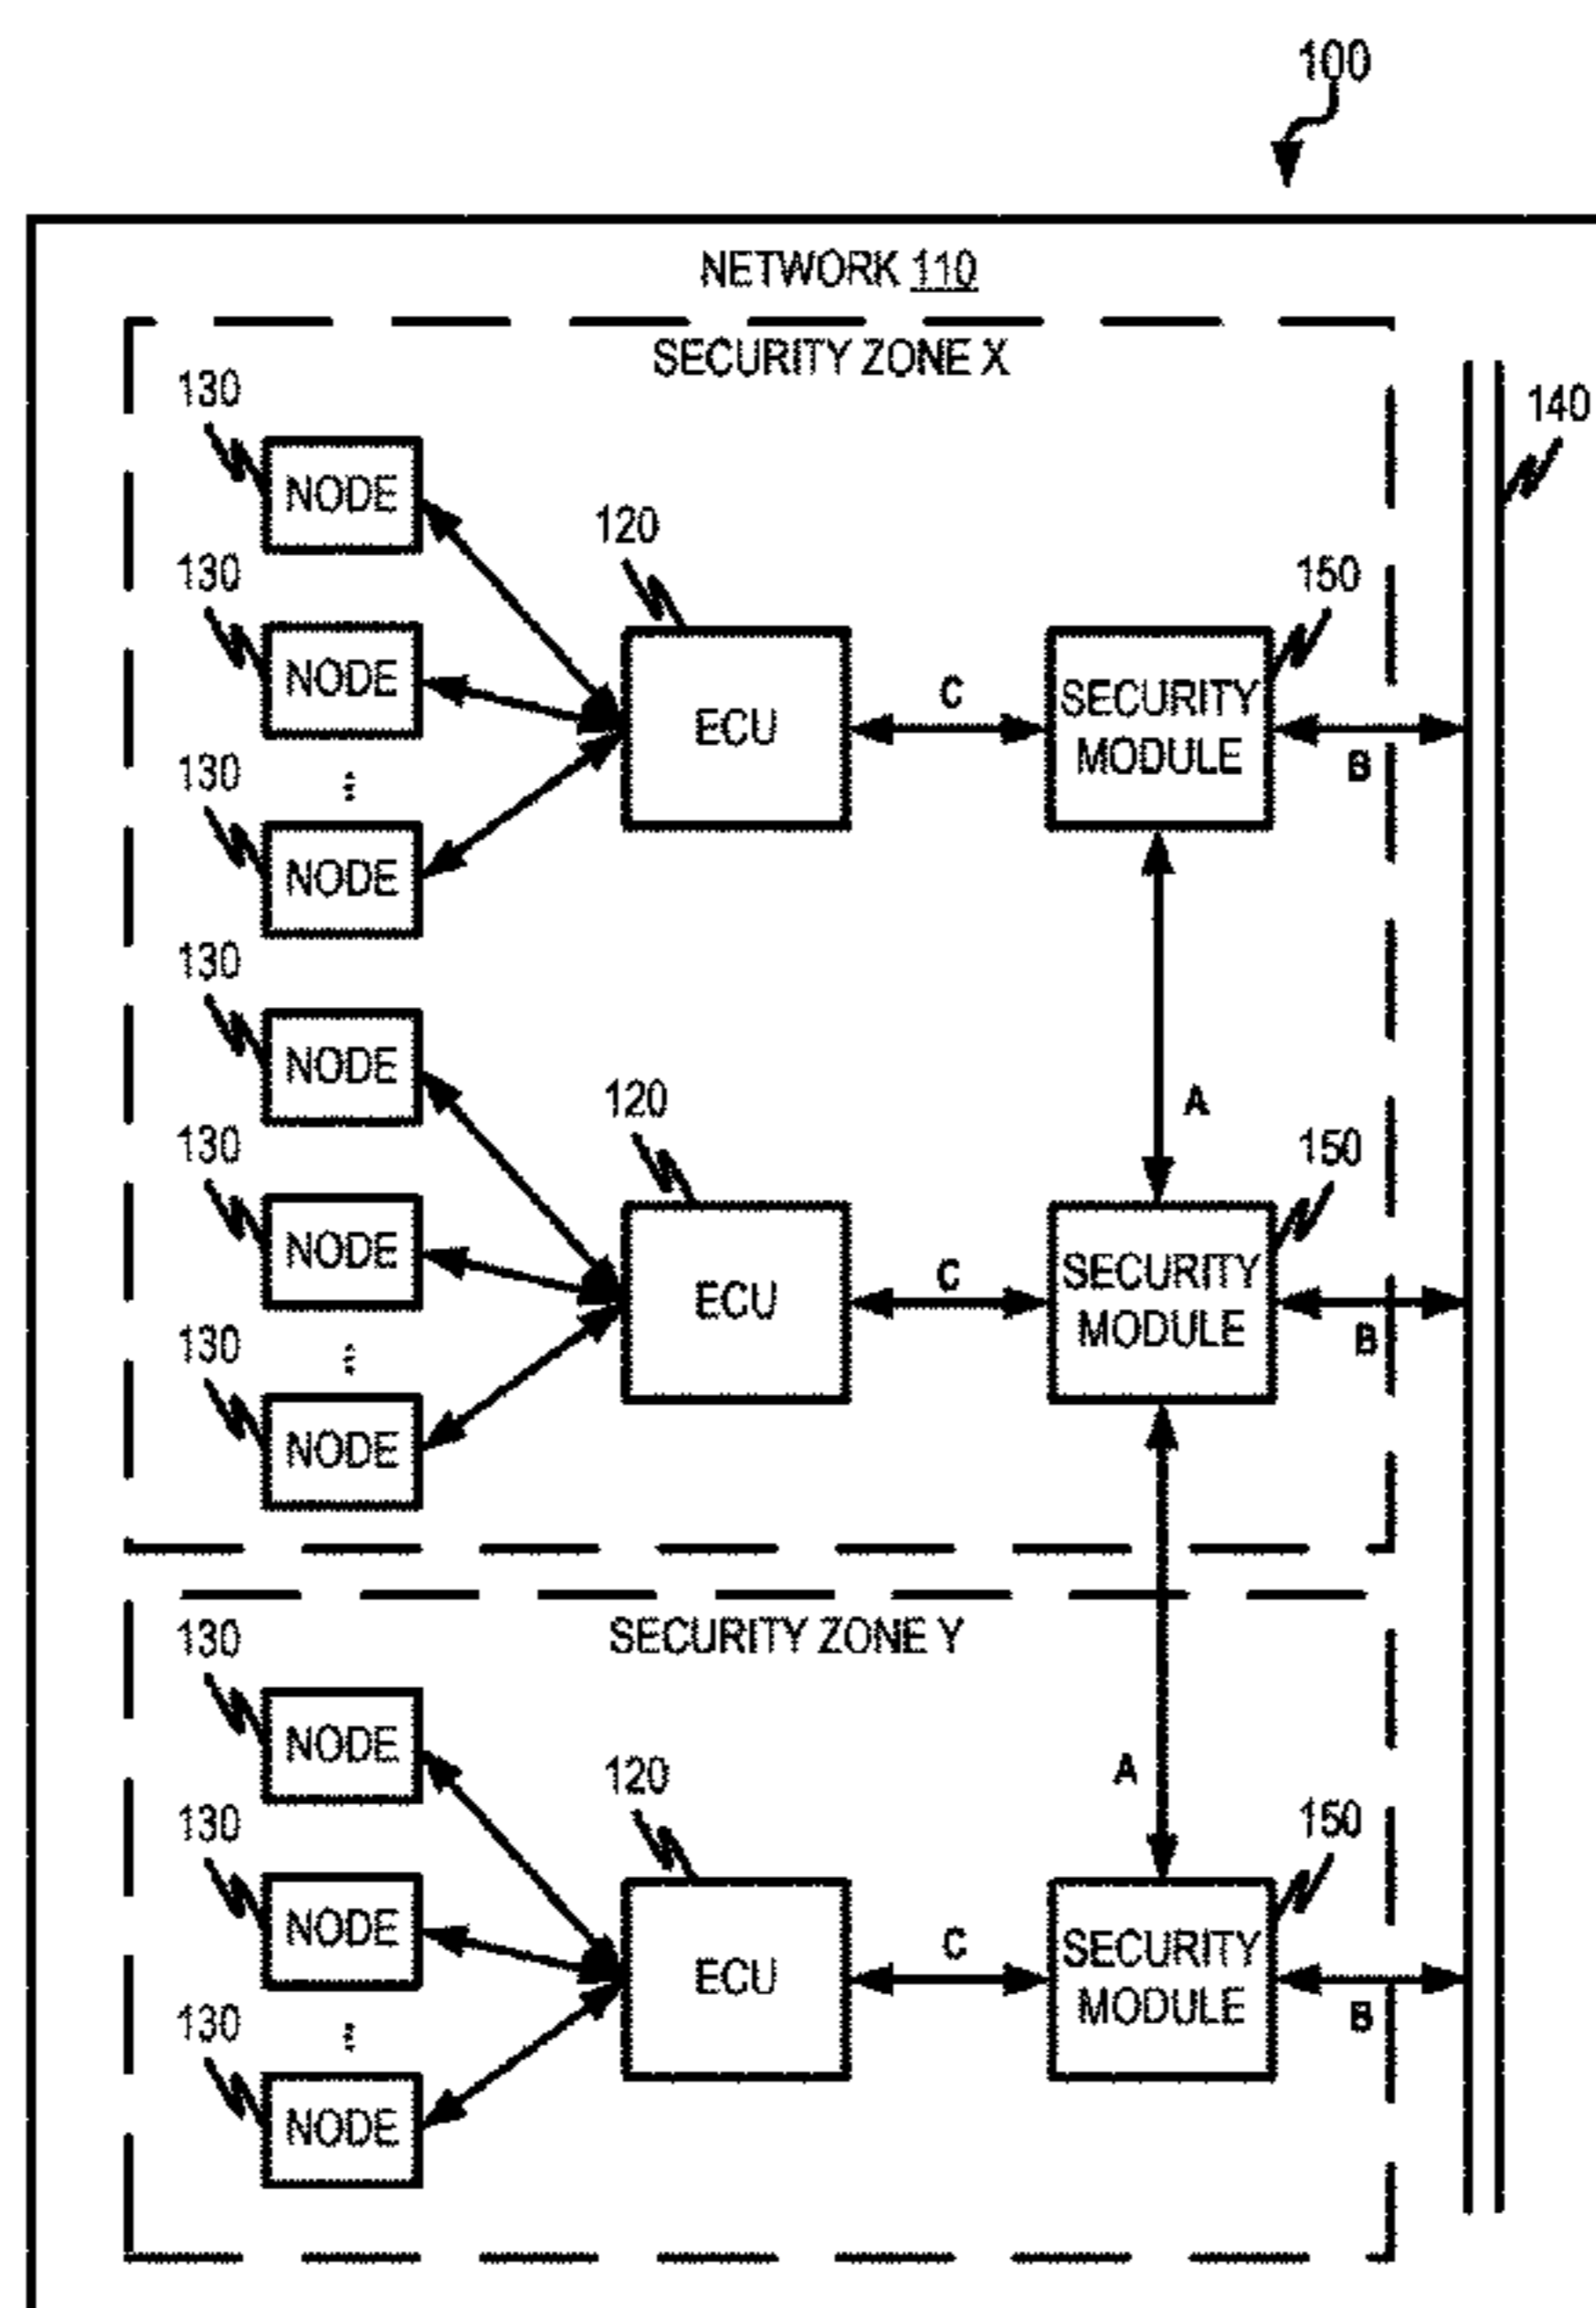 100
NETWORK 110
SECURITY ZONE X
130
NODE
130
NODE
130
...
NODE
120
ECU
C
150
SECURITY
MODULE
B
140
A
130
NODE
130
NODE
130
...
NODE
120
ECU
C
150
SECURITY
MODULE
B
SECURITY ZONE Y
A
130
NODE
130
NODE
130
...
NODE
120
ECU
C
150
SECURITY
MODULE
B